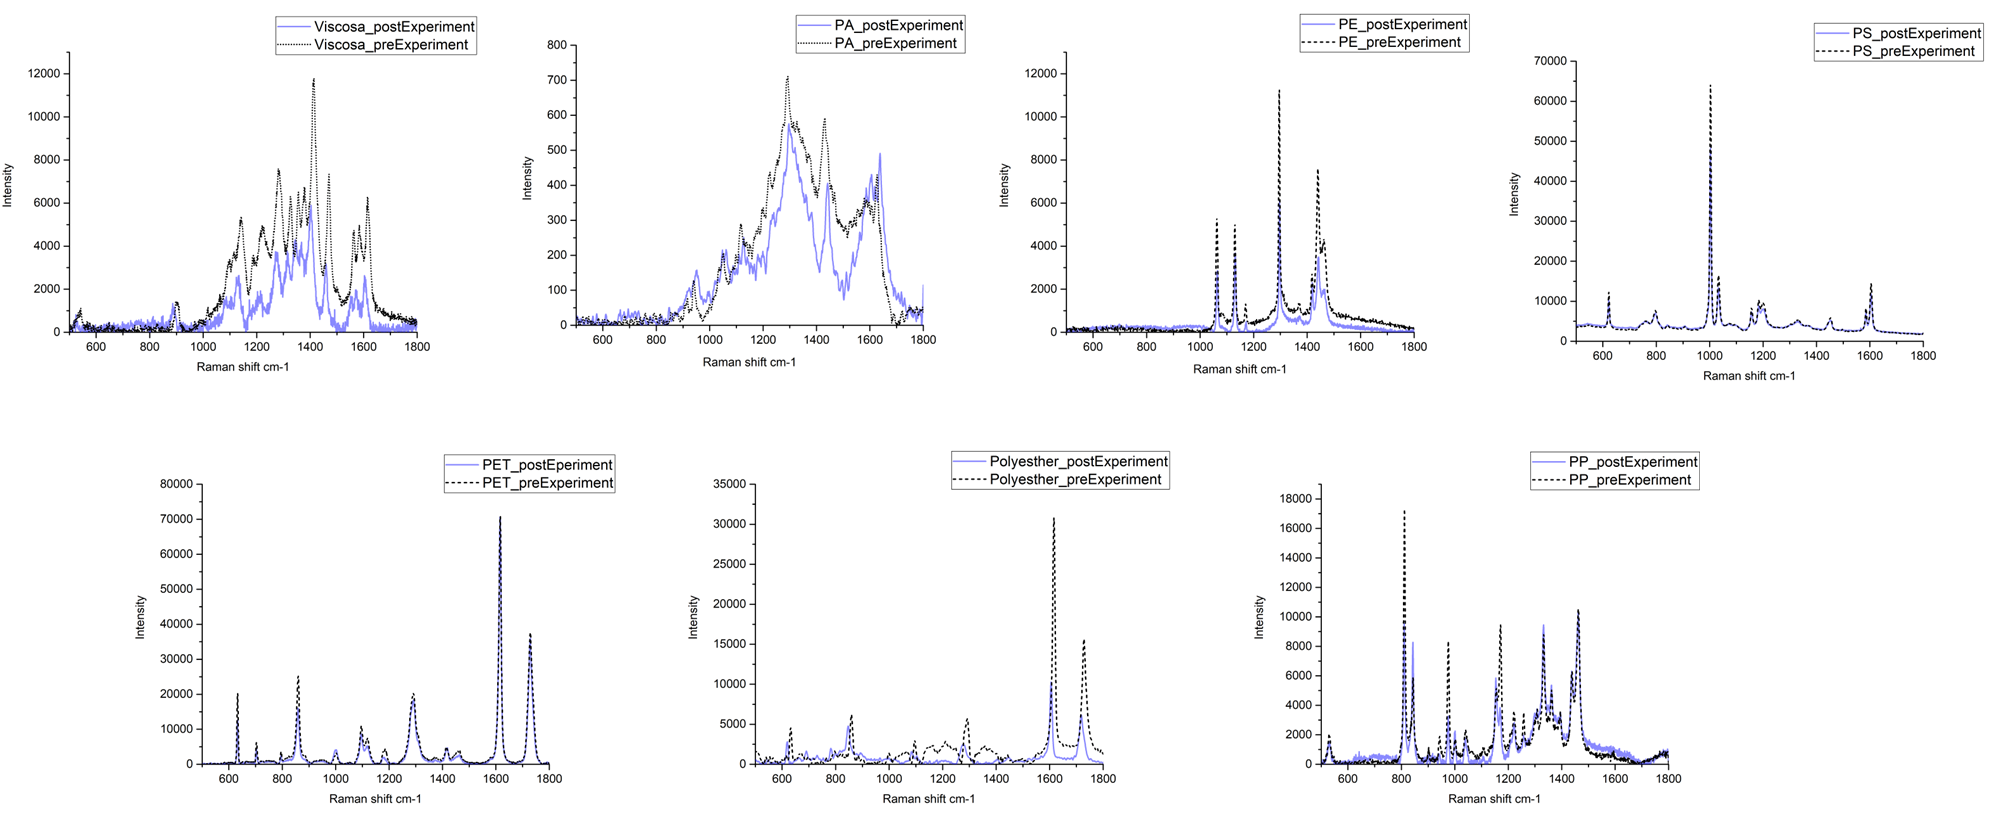 Viscosa_postExperiment
Viscosa_preExperiment
12000
10000
8000
6000
4000
2000
0
Intensity
600 800 1000 1200 1400 1600 1800
Raman shift cm-1
PA_postExperiment
PA_preExperiment
800
700
600
500
400
300
200
100
0
Intensity
600 800 1000 1200 1400 1600 1800
Raman shift cm-1
PE_postExperiment
PE_preExperiment
12000
10000
8000
6000
4000
2000
0
Intensity
600 800 1000 1200 1400 1600 1800
Raman shift cm-1
PS_postExperiment
PS_preExperiment
70000
60000
50000
40000
30000
20000
10000
0
Intensity
600 800 1000 1200 1400 1600 1800
Raman shift cm-1
PET_postEperiment
PET_preExperiment
80000
70000
60000
50000
40000
30000
20000
10000
0
Intensity
600 800 1000 1200 1400 1600 1800
Raman shift cm-1
Polyesther_postExperiment
Polyesther_preExperiment
35000
30000
25000
20000
15000
10000
5000
0
Intensity
600 800 1000 1200 1400 1600 1800
Raman shift cm-1
PP_postExperiment
PP_preExperiment
18000
16000
14000
12000
10000
8000
6000
4000
2000
0
Intensity
600 800 1000 1200 1400 1600 1800
Raman shift cm-1